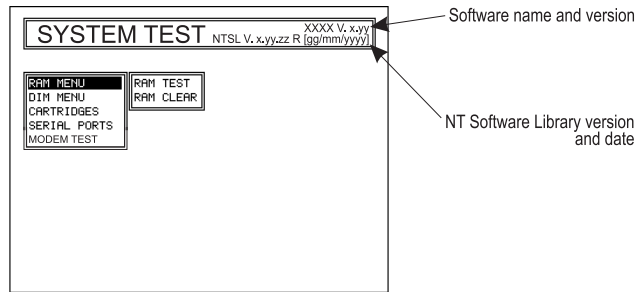 SYSTEM TEST
XXXX V. x.yy
NTSL V. x.yy.zz R [gg/mm/yyyy]
Software name and version
NT Software Library version
and date
RAM MENU
DIM MENU
CARTRIDGES
SERIAL PORTS
MODEM TEST
RAM TEST
RAM CLEAR